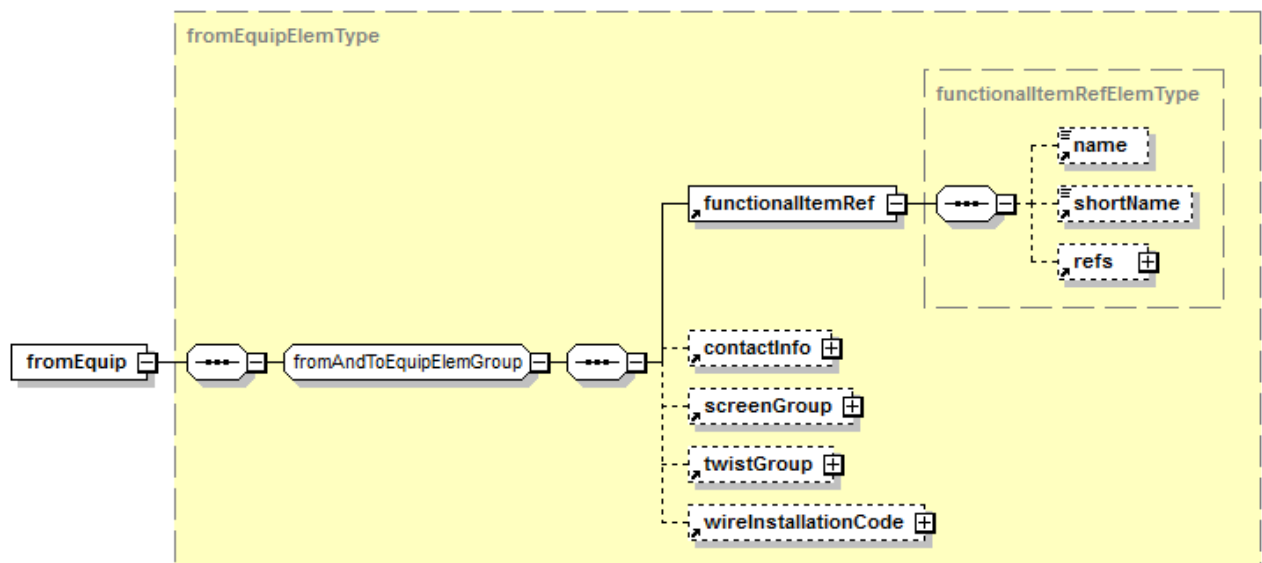 fromEquipElemType
functionalItemRefElemType
name
functionalItemRef
shortName
refs
fromEquip
fromAndToEquipElemGroup
contactInfo
screenGroup
twistGroup
wireInstallationCode